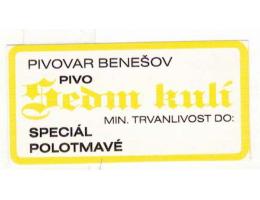 PIVOVAR BENEŠOV
PIVO
Sedm kulí
MIN. TRVANLIVOST DO:
SPECIÁL
POLOTMAVÉ